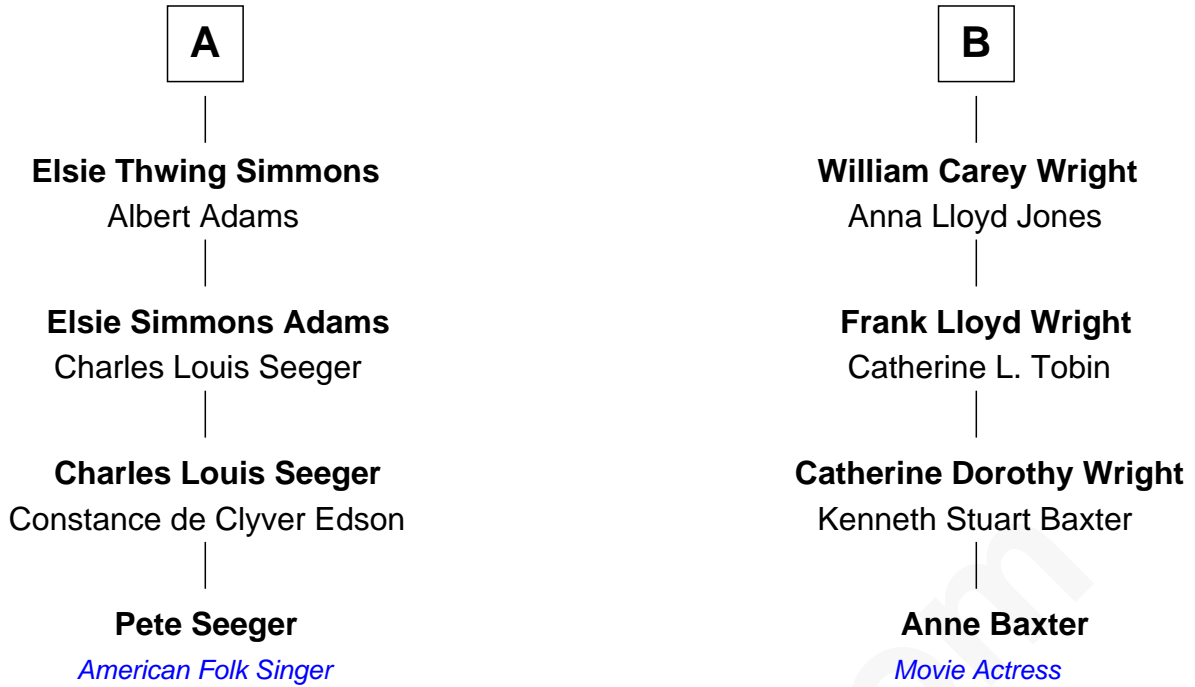 A
Elsie Thwing Simmons
Albert Adams
Elsie Simmons Adams
Charles Louis Seeger
Charles Louis Seeger
Constance de Clyver Edson
Pete Seeger
American Folk Singer
B
William Carey Wright
Anna Lloyd Jones
Frank Lloyd Wright
Catherine L. Tobin
Catherine Dorothy Wright
Kenneth Stuart Baxter
Anne Baxter
Movie Actress
om